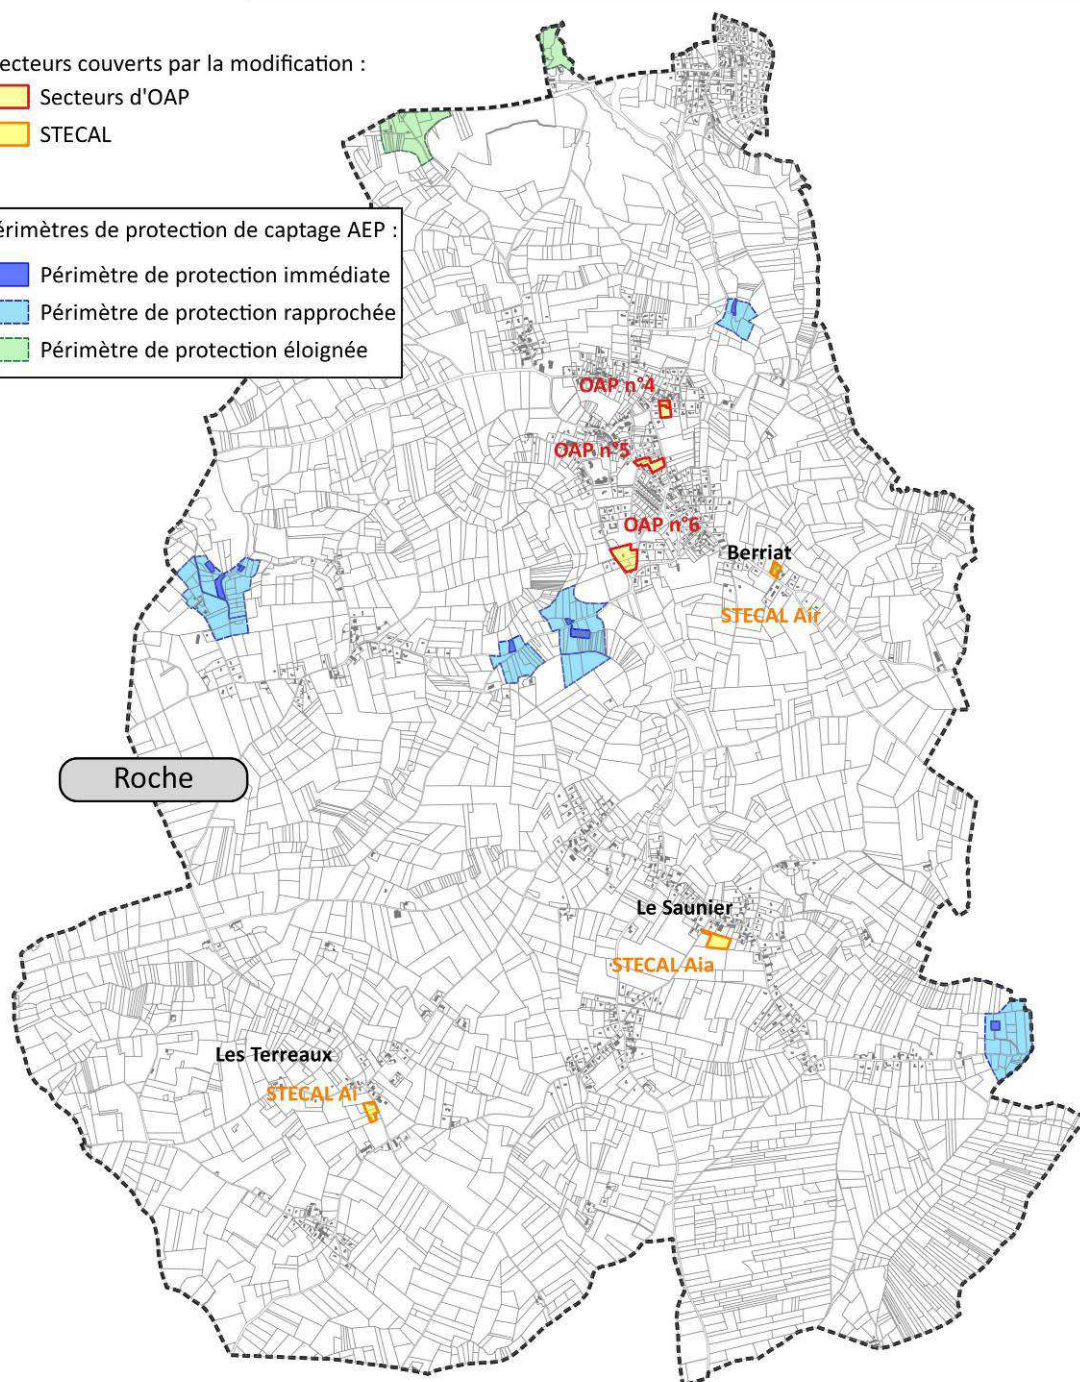 ecteurs couverts par la modification :
Secteurs d'OAP
STECAL
érimètres de protection de captage AEP :
Périmètre de protection immédiate
Périmètre de protection rapprochée
Périmètre de protection éloignée
OAP n°4
OAP n°5
OAP n°6
Berriat
STECAL Air
Roche
Le Saunier
STECAL Aia
Les Terreaux
STECAL Ai